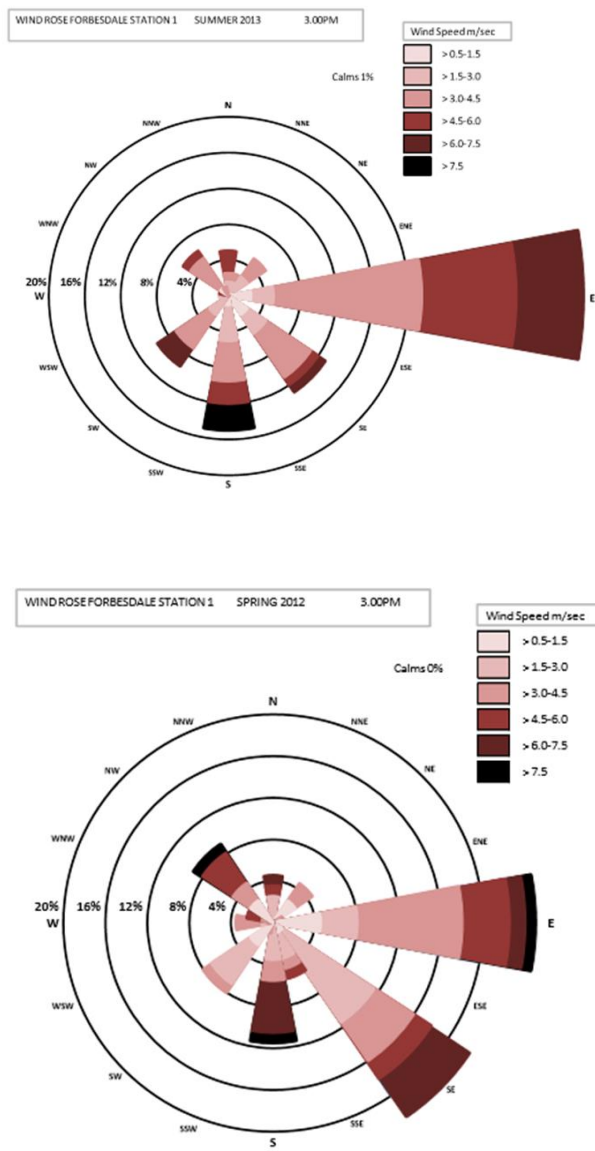 WIND ROSE FORBESDALE STATION 1 SUMMER 2013 3.00PM
Wind Speed m/sec
> 0.5-1.5
Calms 1% > 1.5-3.0
> 3.0-4.5
> 4.5-6.0
> 6.0-7.5
> 7.5
N
NNW NNE
NW NE
WNW ENE
20% 16% 12% 8% 4%
W E
WSW ESE
SW SE
SSW SSE
S
WIND ROSE FORBESDALE STATION 1 SPRING 2012 3.00PM
Wind Speed m/sec
> 0.5-1.5
Calms 0% > 1.5-3.0
> 3.0-4.5
> 4.5-6.0
> 6.0-7.5
> 7.5
N
NNW NNE
NW NE
WNW ENE
20% 16% 12% 8% 4%
W E
WSW ESE
SW SE
SSW SSE
S